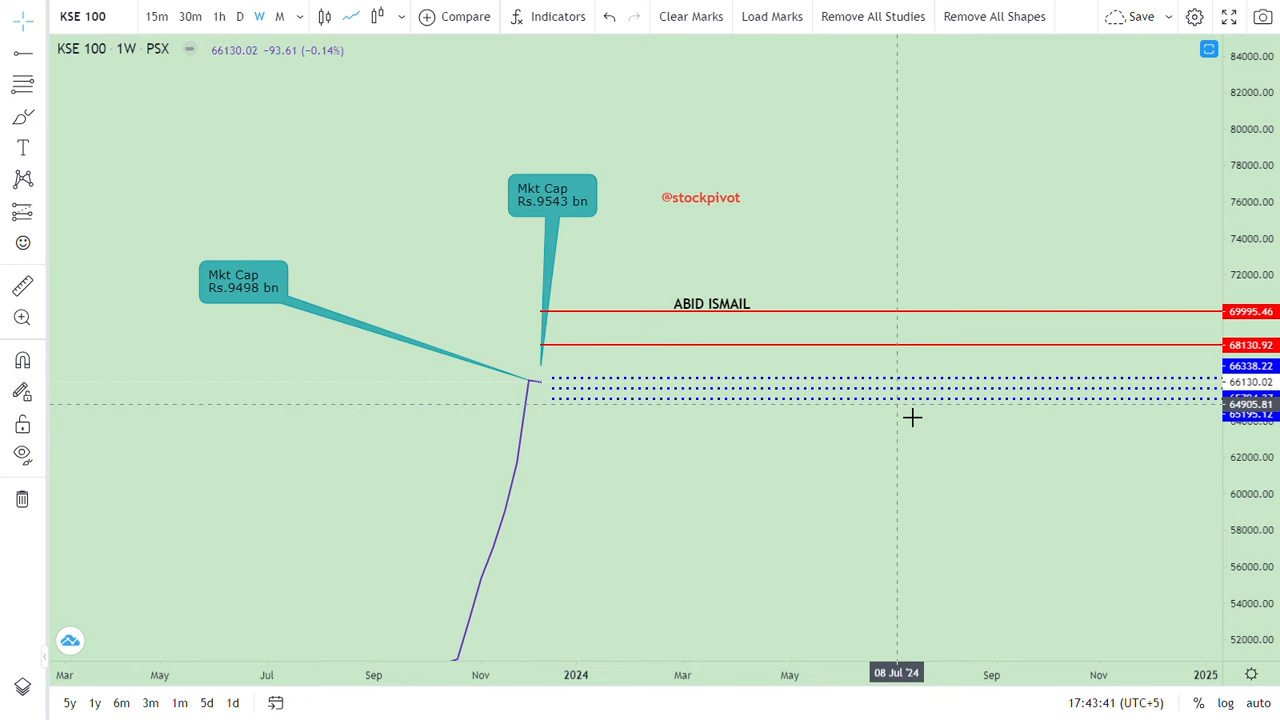 KSE 100 15m 30m 1h D W M Compare Indicators Clear Marks Load Marks Remove All Studies Remove All Shapes Save
KSE 100 · 1W · PSX 66130.02 −93.61 (−0.14%)
84000.00
82000.00
80000.00
78000.00
Mkt Cap
Rs.9543 bn
@stockpivot
76000.00
74000.00
Mkt Cap
Rs.9498 bn
72000.00
ABID ISMAIL
69995.46
68130.92
66338.22
66130.02
64905.81
65195.12
62000.00
60000.00
58000.00
56000.00
54000.00
52000.00
Mar May Jul Sep Nov 2024 Mar May 08 Jul '24 Sep Nov 2025
5y 1y 6m 3m 1m 5d 1d 17:43:41 (UTC+5) % log auto